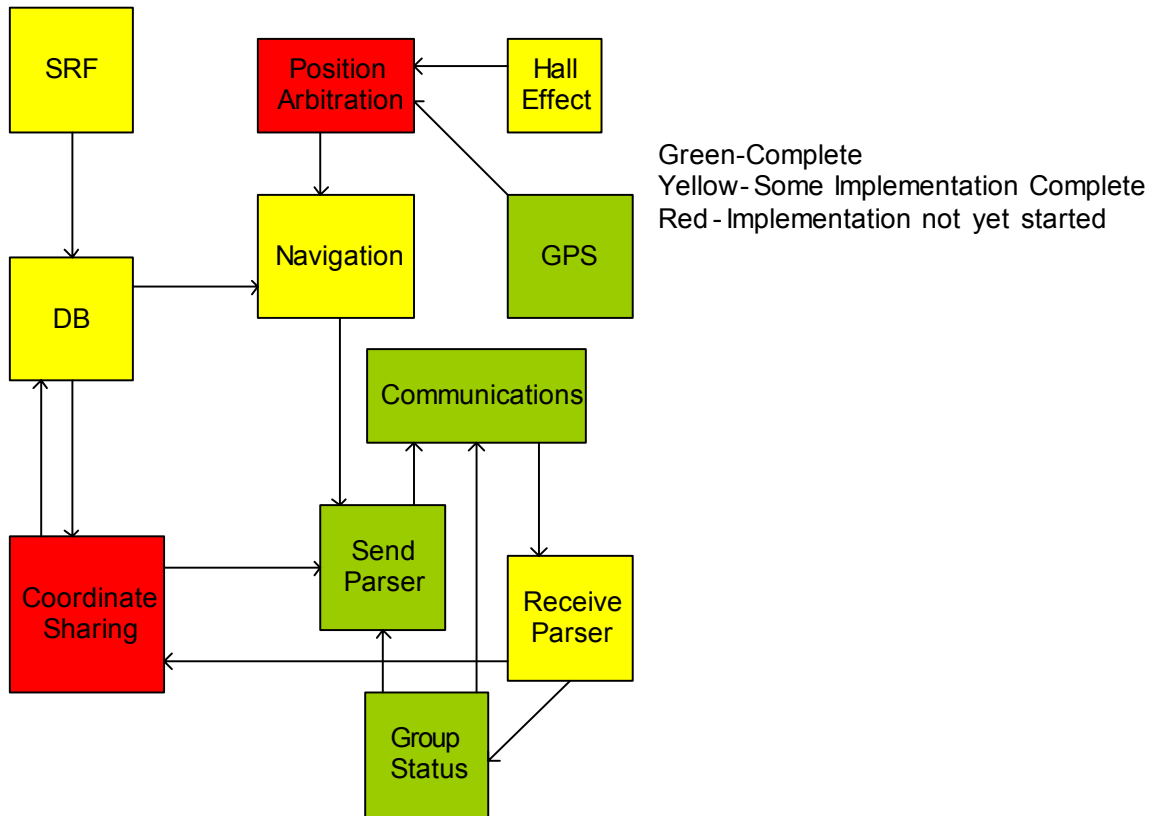 SRF
Position
Arbitration
Hall
Effect
Green-Complete
Yellow-Some Implementation Complete
Red-Implementation not yet started
Navigation
GPS
DB
Communications
Send
Parser
Coordinate
Sharing
Receive
Parser
Group
Status